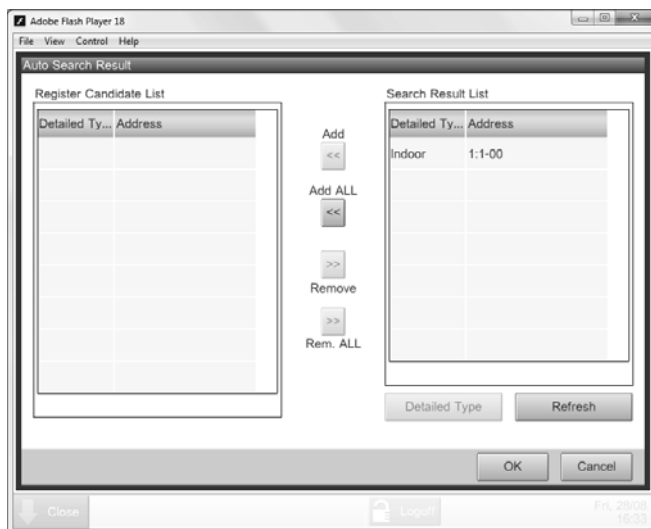 Adobe Flash Player 18
File View Control Help
Auto Search Result
Register Candidate List
Detailed Ty... Address
Add
<<
Add ALL
<<
>>
Remove
>>
Rem. ALL
Search Result List
Detailed Ty... Address
Indoor 1:1-00
Detailed Type
Refresh
OK
Cancel
Close
Logoff
Fri, 28/08
16:33